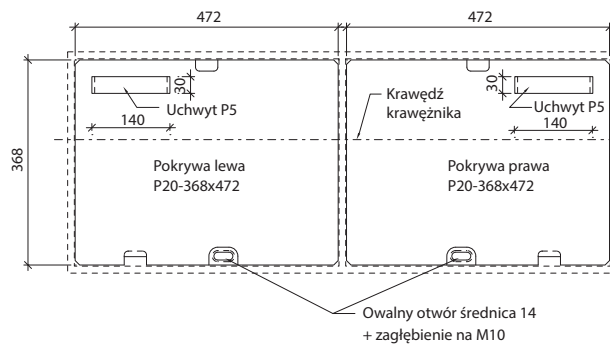 472
472
368
30
30
Uchwyt P5
Uchwyt P5
140
140
Krawędź
krawężnika
Pokrywa lewa
P20-368x472
Pokrywa prawa
P20-368x472
Owalny otwór średnica 14
+ zagłębienie na M10